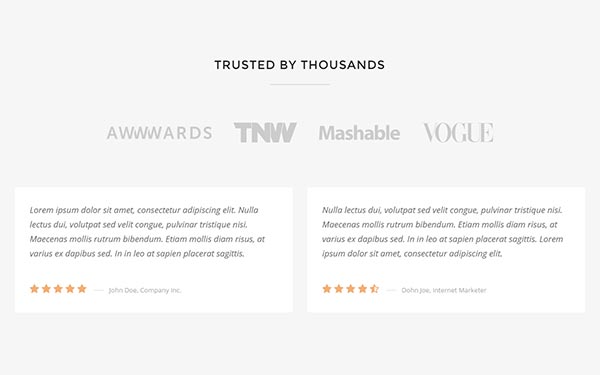 TRUSTED BY THOUSANDS
AWWWARDS TNW Mashable VOGUE
Lorem ipsum dolor sit amet, consectetur adipiscing elit. Nulla
lectus dui, volutpat sed velit congue, pulvinar tristique nisi.
Maecenas mollis rutrum bibendum. Etiam mollis diam risus, at
varius ex dapibus sed. In in leo at sapien placerat sagittis.
John Doe, Company Inc.
Nulla lectus dui, volutpat sed velit congue, pulvinar tristique nisi.
Maecenas mollis rutrum bibendum. Etiam mollis diam risus, at
varius ex dapibus sed. In in leo at sapien placerat sagittis. Lorem
ipsum dolor sit amet, consectetur adipiscing elit.
Dohn Joe, Internet Marketer